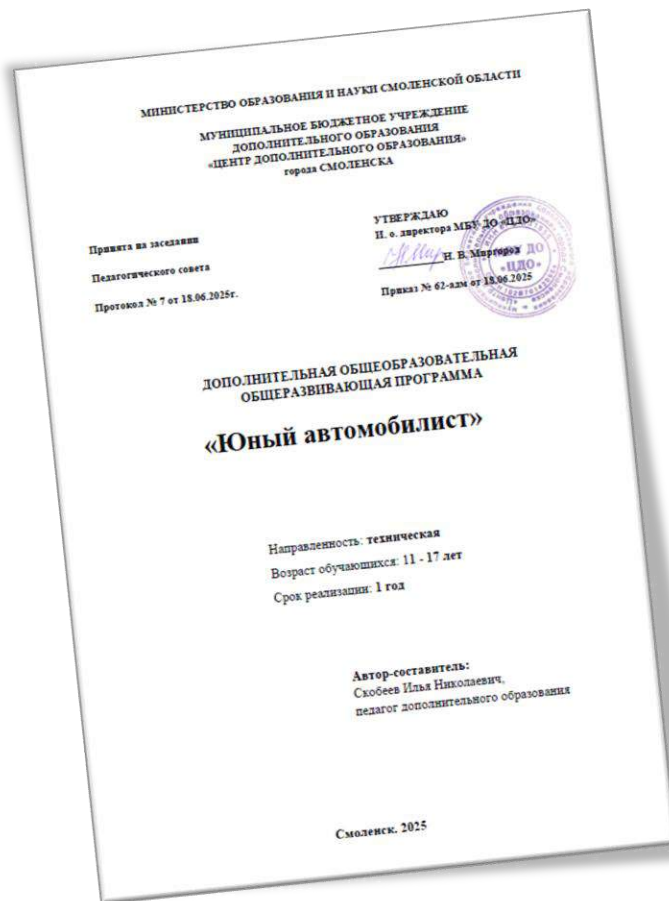 МИНИСТЕРСТВО ОБРАЗОВАНИЯ И НАУКИ СМОЛЕНСКОЙ ОБЛАСТИ
МУНИЦИПАЛЬНОЕ БЮДЖЕТНОЕ УЧРЕЖДЕНИЕ
ДОПОЛНИТЕЛЬНОГО ОБРАЗОВАНИЯ
«ЦЕНТР ДОПОЛНИТЕЛЬНОГО ОБРАЗОВАНИЯ»
города СМОЛЕНСКА
Принята на заседании
Педагогического совета
Протокол № 7 от 18.06.2025г.
УТВЕРЖДАЮ
И. о. директора МБУ ДО «ЦДО»
Н. В. Миргород
Приказ № 62-адм от 18.06.2025
МБУ ДО
«ЦДО»
ДОПОЛНИТЕЛЬНАЯ ОБЩЕОБРАЗОВАТЕЛЬНАЯ
ОБЩЕРАЗВИВАЮЩАЯ ПРОГРАММА
«Юный автомобилист»
Направленность: техническая
Возраст обучающихся: 11 - 17 лет
Срок реализации: 1 год
Автор-составитель:
Скобеев Илья Николаевич,
педагог дополнительного образования
Смоленск. 2025